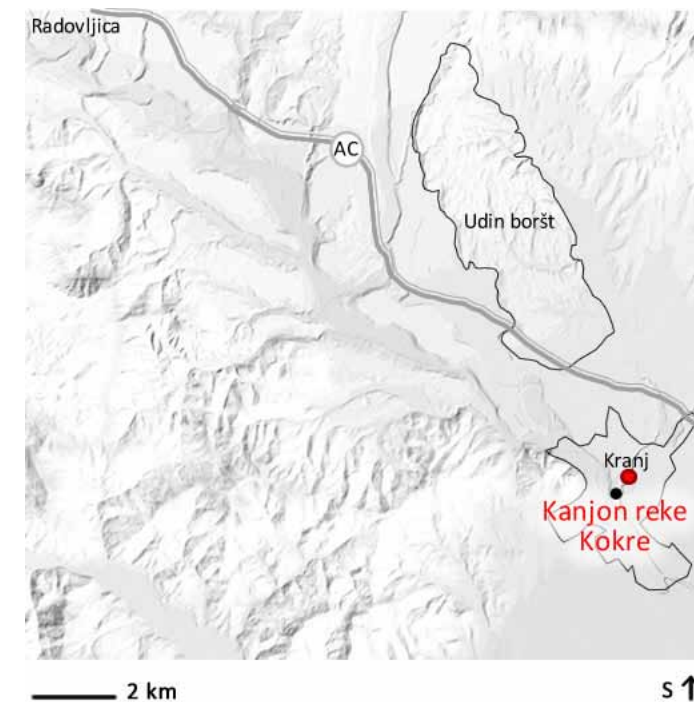 Radovljica
AC
Udin boršt
Kranj
Kanjon reke
Kokre
2 km
S